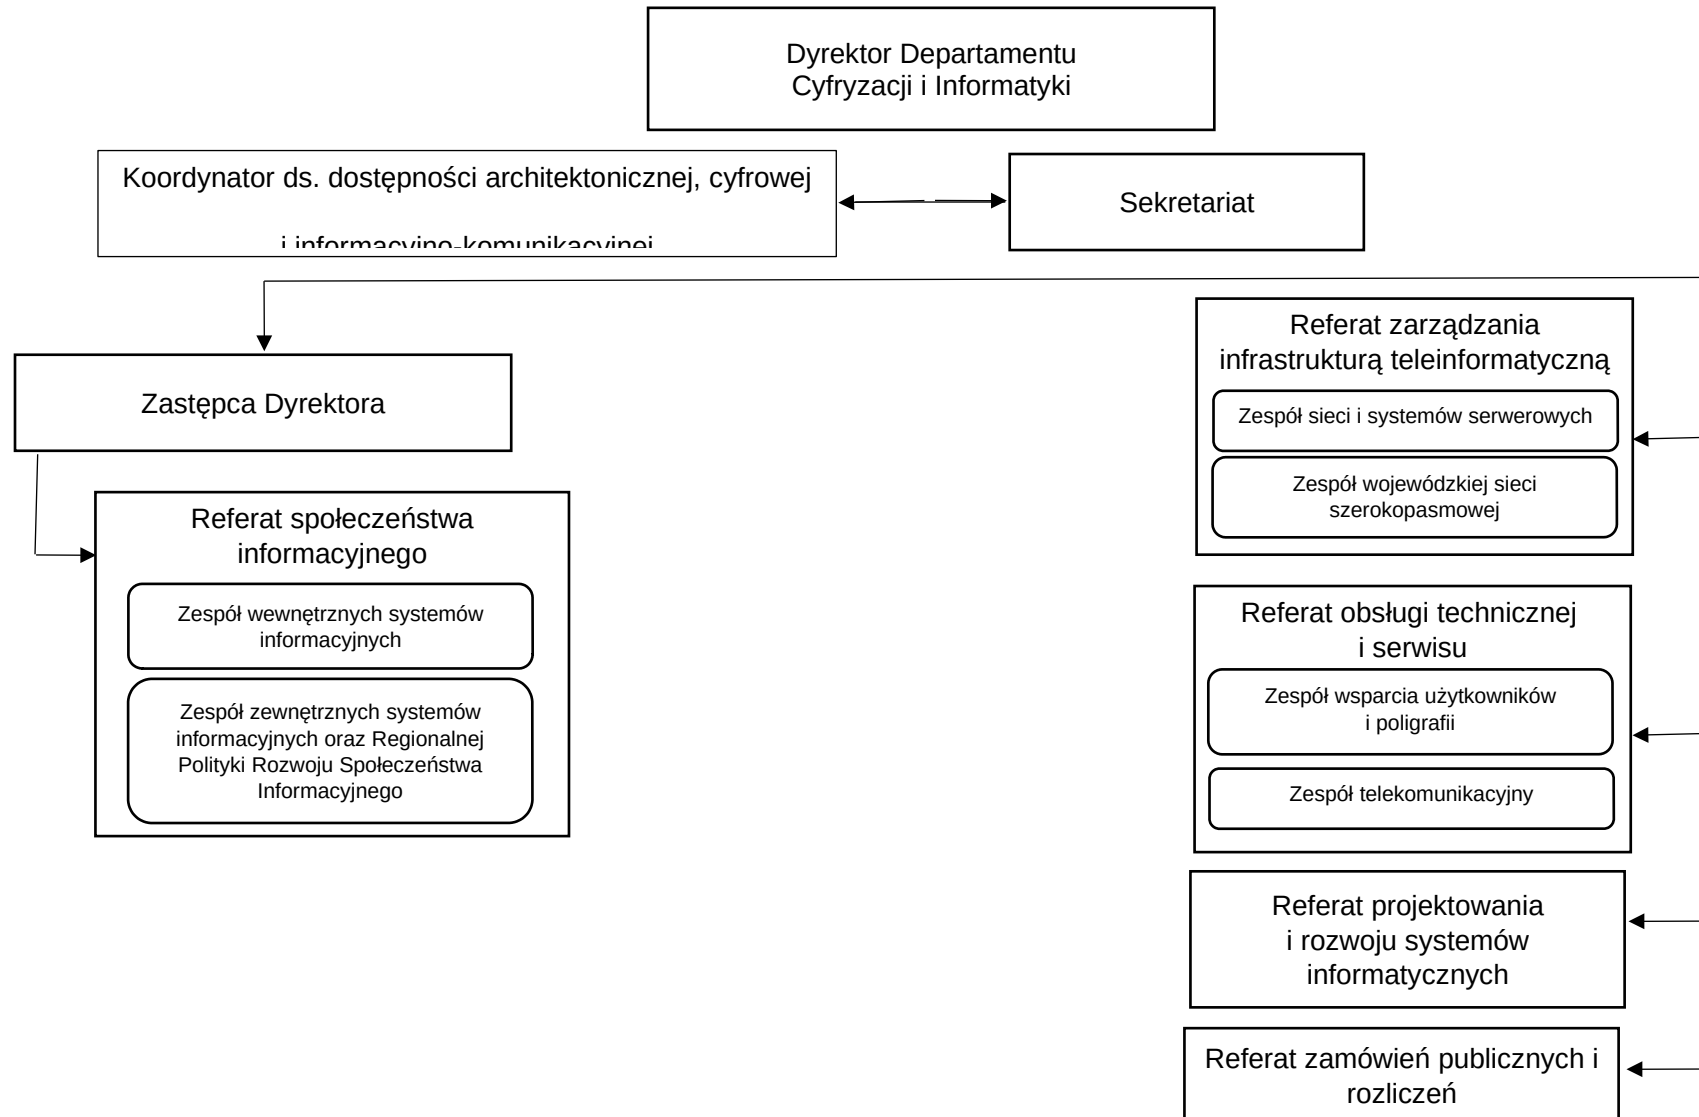 Dyrektor Departamentu
Cyfryzacji i Informatyki
Koordynator ds. dostępności architektonicznej, cyfrowej
i informacyjno-komunikacyjnej
Sekretariat
Zastępca Dyrektora
Referat społeczeństwa
informacyjnego
Zespół wewnętrznych systemów
informacyjnych
Zespół zewnętrznych systemów
informacyjnych oraz Regionalnej
Polityki Rozwoju Społeczeństwa
Informacyjnego
Referat zarządzania
infrastrukturą teleinformatyczną
Zespół sieci i systemów serwerowych
Zespół wojewódzkiej sieci
szerokopasmowej
Referat obsługi technicznej
i serwisu
Zespół wsparcia użytkowników
i poligrafii
Zespół telekomunikacyjny
Referat projektowania
i rozwoju systemów
informatycznych
Referat zamówień publicznych i
rozliczeń